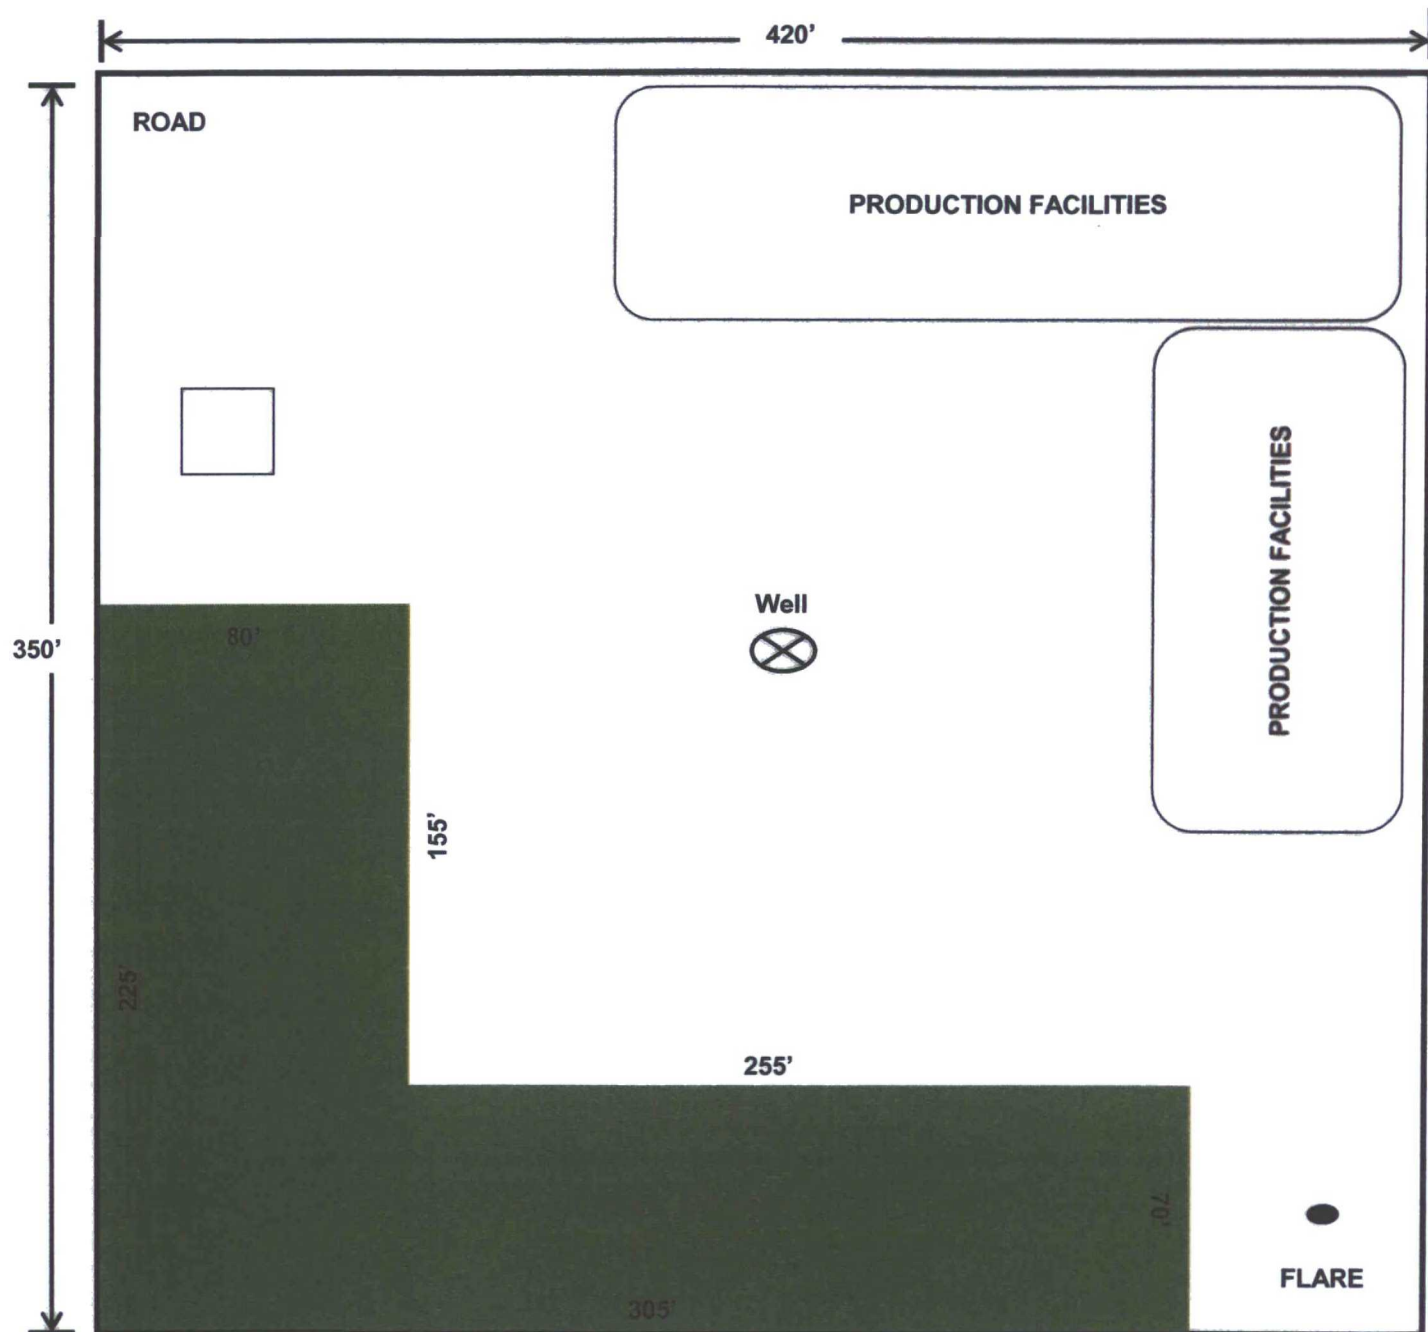 420’
ROAD
PRODUCTION FACILITIES
PRODUCTION FACILITIES
Well
80’
350’
155’
225’
255’
70’
FLARE
305’